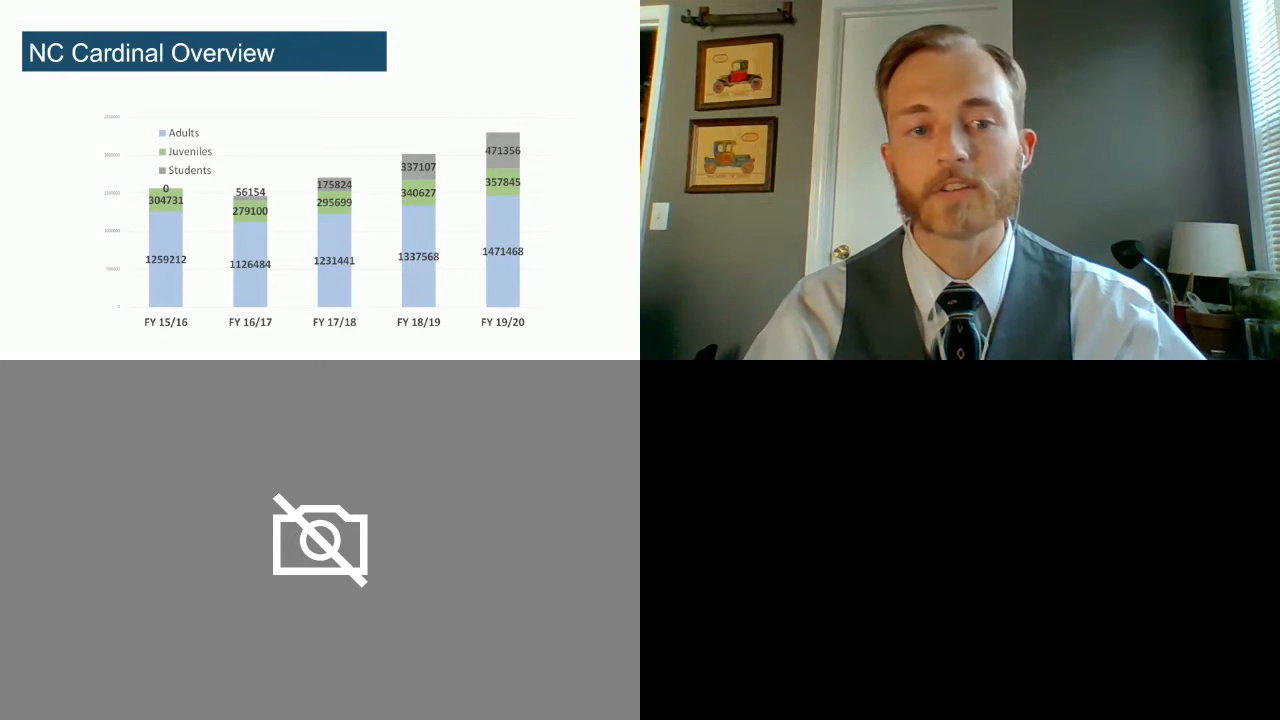 NC Cardinal Overview
Adults
Juveniles
Students
0
304731
1259212
56154
279100
1126484
175824
295699
1231441
337107
340627
1337568
471356
357845
1471468
FY 15/16
FY 16/17
FY 17/18
FY 18/19
FY 19/20